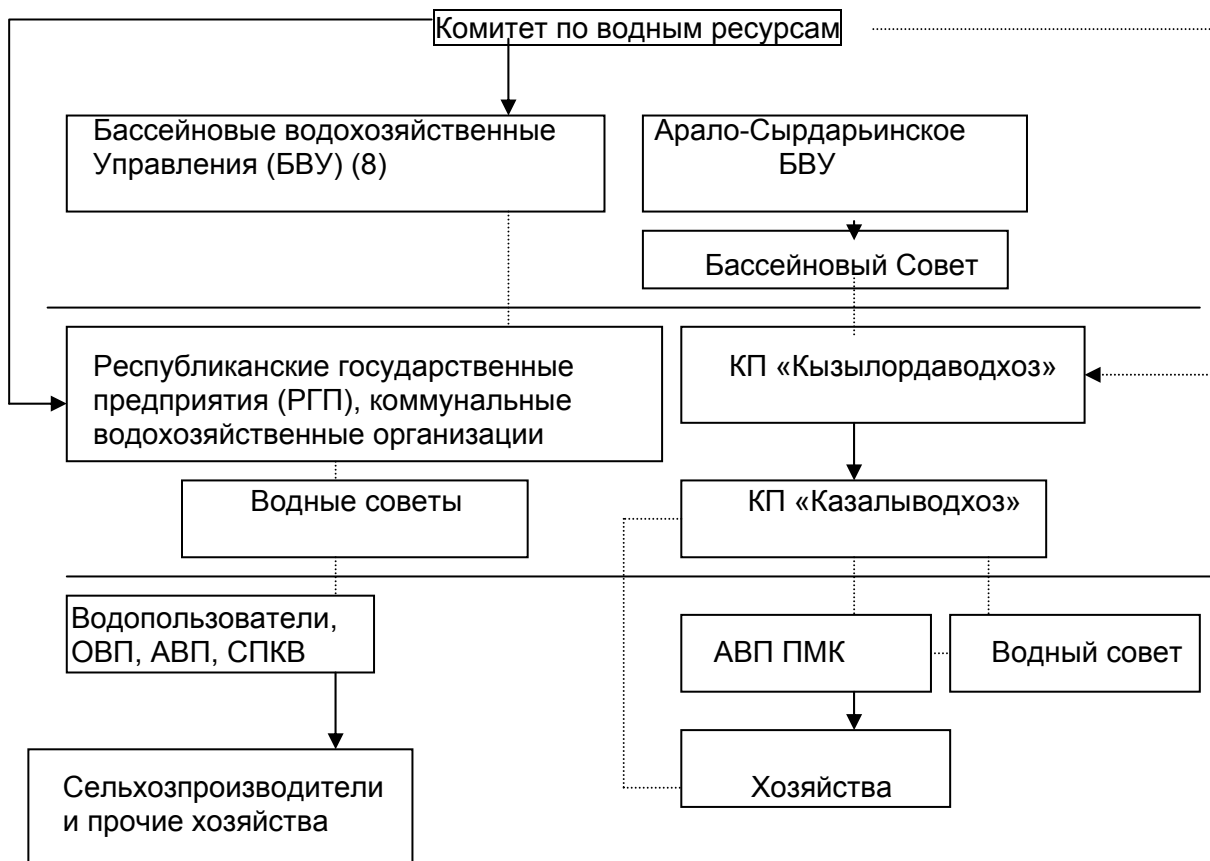 Комитет по водным ресурсам
Бассейновые водохозяйственные
Управления (БВУ) (8)
Арало-Сырдарьинское
БВУ
Бассейновый Совет
Республиканские государственные
предприятия (РГП), коммунальные
водохозяйственные организации
КП «Кызылордаводхоз»
Водные советы
КП «Казалыводхоз»
Водопользователи,
ОВП, АВП, СПКВ
АВП ПМК
Водный совет
Сельхозпроизводители
и прочие хозяйства
Хозяйства